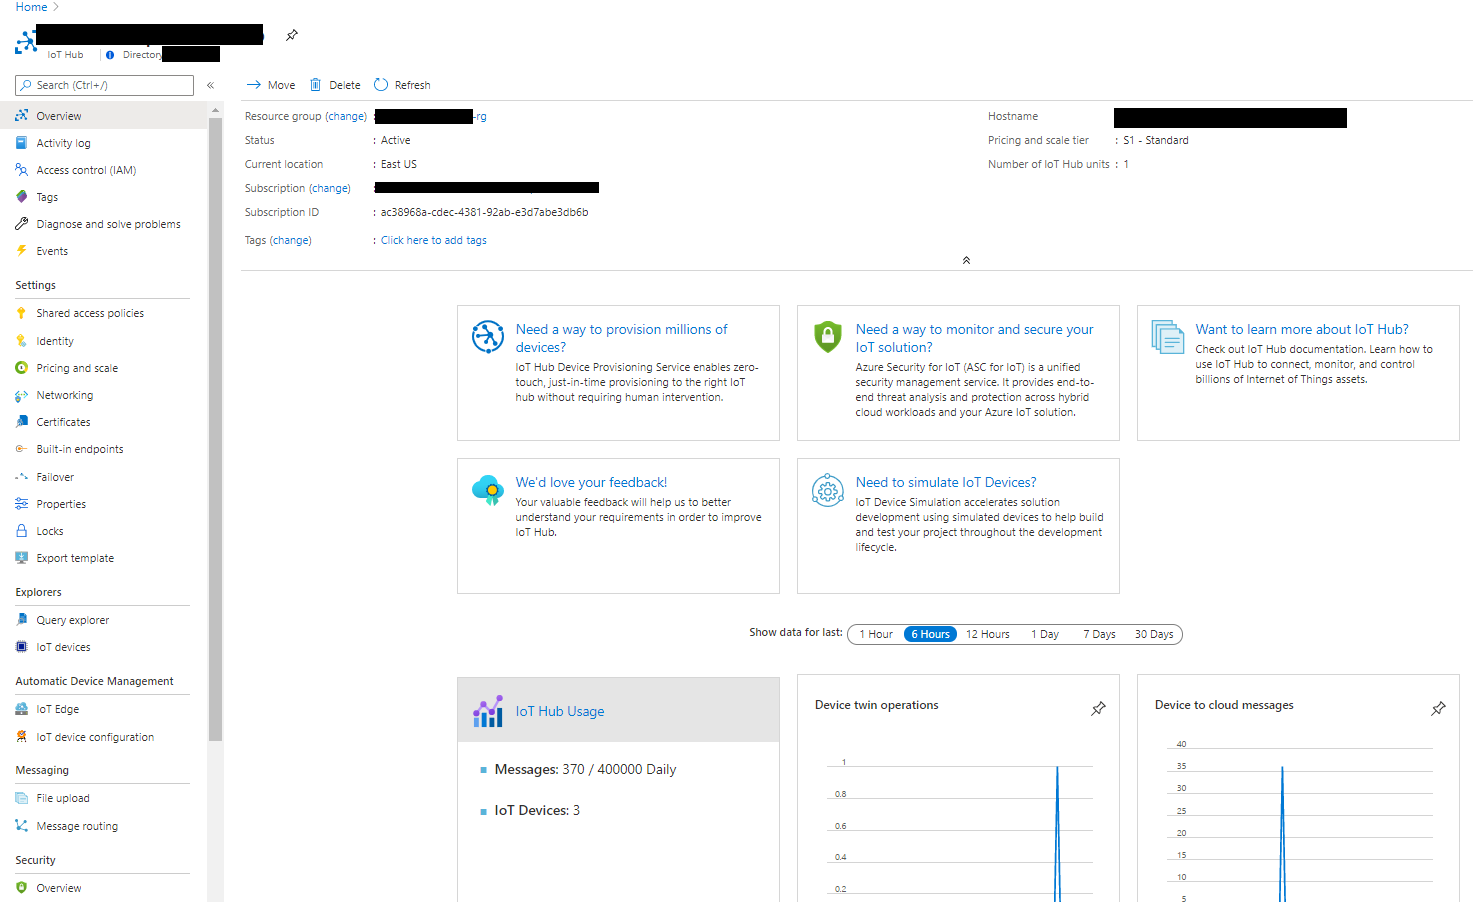 Home
IoT Hub
Directory
Search (Ctrl+/)
«
Move
Delete
Refresh
Overview
Activity log
Access control (IAM)
Tags
Diagnose and solve problems
Events
Settings
Shared access policies
Identity
Pricing and scale
Networking
Certificates
Built-in endpoints
Failover
Properties
Locks
Export template
Explorers
Query explorer
IoT devices
Automatic Device Management
IoT Edge
IoT device configuration
Messaging
File upload
Message routing
Security
Overview
Resource group (change) : -rg
Status : Active
Current location : East US
Subscription (change) :
Subscription ID : ac38968a-cdec-4381-92ab-e3d7abe3db6b
Tags (change) : Click here to add tags
Hostname
Pricing and scale tier : S1 - Standard
Number of IoT Hub units : 1
Need a way to provision millions of
devices?
IoT Hub Device Provisioning Service enables zero-
touch, just-in-time provisioning to the right IoT
hub without requiring human intervention.
Need a way to monitor and secure your
IoT solution?
Azure Security for IoT (ASC for IoT) is a unified
security management service. It provides end-to-
end threat analysis and protection across hybrid
cloud workloads and your Azure IoT solution.
Want to learn more about IoT Hub?
Check out IoT Hub documentation. Learn how to
use IoT Hub to connect, monitor, and control
billions of Internet of Things assets.
We'd love your feedback!
Your valuable feedback will help us to better
understand your requirements in order to improve
IoT Hub.
Need to simulate IoT Devices?
IoT Device Simulation accelerates solution
development using simulated devices to help build
and test your project throughout the development
lifecycle.
Show data for last: 1 Hour 6 Hours 12 Hours 1 Day 7 Days 30 Days
IoT Hub Usage
Messages: 370 / 400000 Daily
IoT Devices: 3
Device twin operations
1
0.8
0.6
0.4
0.2
Device to cloud messages
40
35
30
25
20
15
10
5